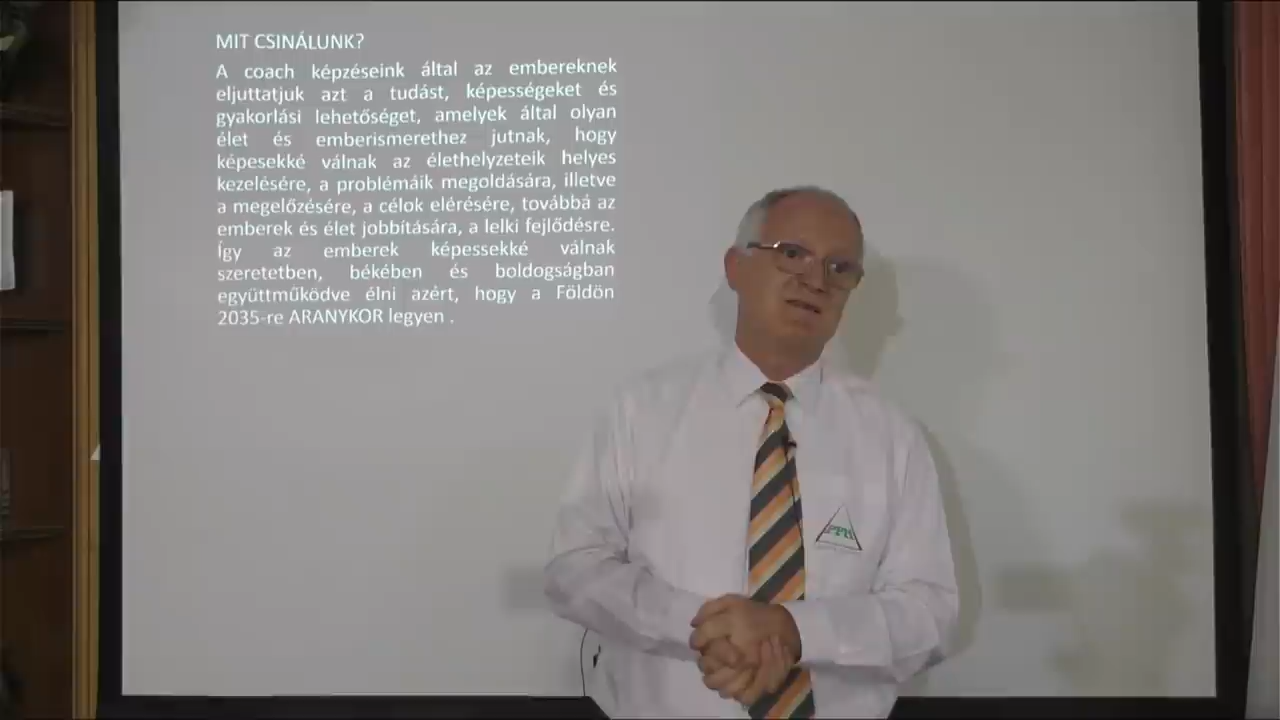 MIT CSINÁLUNK?
A coach képzéseink által az embereknek
eljuttatjuk azt a tudást, képességeket és
gyakorlási lehetőséget, amelyek által olyan
élet és emberismerethez jutnak, hogy
képesekké válnak az élethelyzeteik helyes
kezelésére, a problémáik megoldására, illetve
a megelőzésére, a célok elérésére, továbbá az
emberek és élet jobbítására, a lelki fejlődésre.
Így az emberek képessekké válnak
szeretetben, békében és boldogságban
együttműködve élni azért, hogy a Földön
2035-re ARANYKOR legyen .